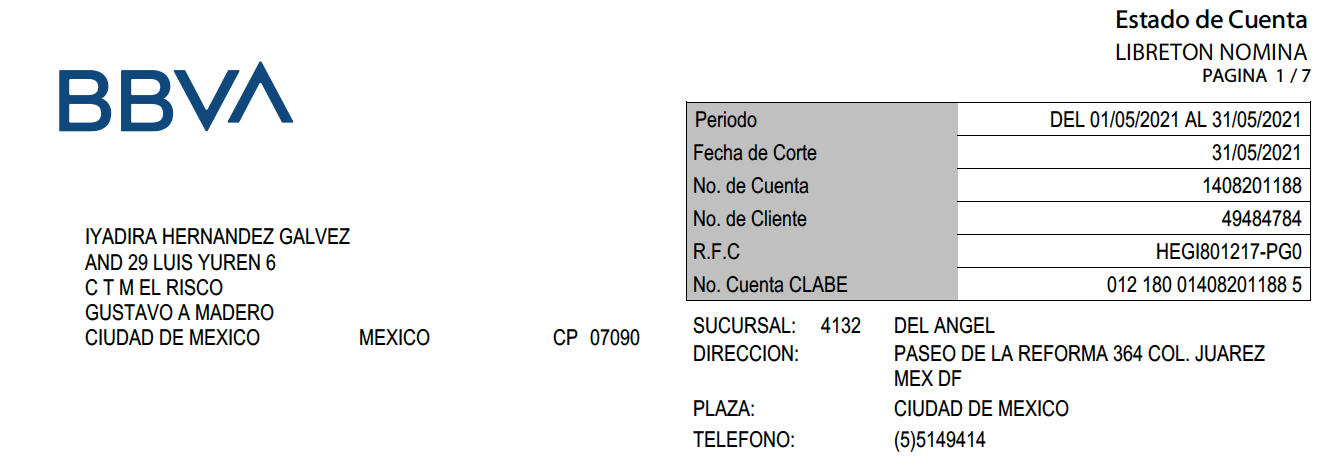 Estado de Cuenta
LIBRETON NOMINA
PAGINA 1 / 7
BBVA
Periodo DEL 01/05/2021 AL 31/05/2021
Fecha de Corte 31/05/2021
No. de Cuenta 1408201188
No. de Cliente 49484784
R.F.C HEGI801217-PG0
No. Cuenta CLABE 012 180 01408201188 5
IYADIRA HERNANDEZ GALVEZ
AND 29 LUIS YUREN 6
C T M EL RISCO
GUSTAVO A MADERO
CIUDAD DE MEXICO MEXICO CP 07090
SUCURSAL: 4132 DEL ANGEL
DIRECCION: PASEO DE LA REFORMA 364 COL. JUAREZ
MEX DF
PLAZA: CIUDAD DE MEXICO
TELEFONO: (5)5149414